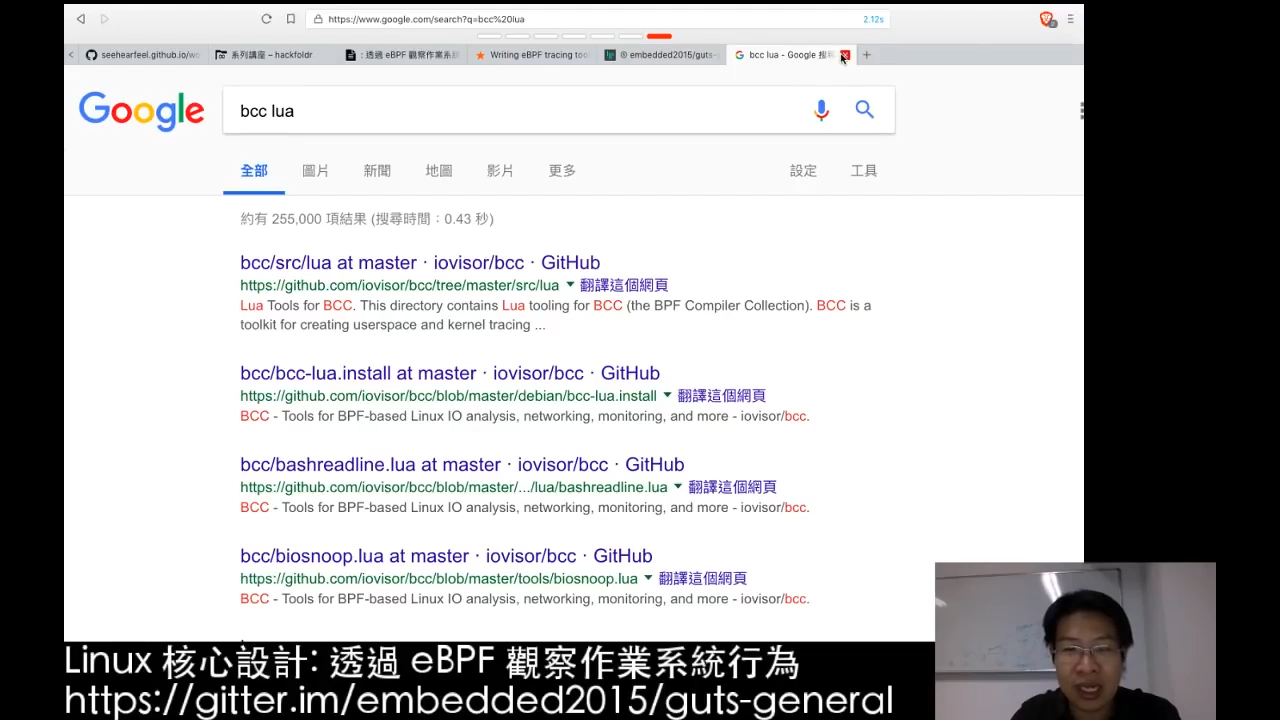 https://www.google.com/search?q=bcc%20lua
2.12s
seehearfeel.github.io/wo
系列講座 – hackfoldr
: 透過 eBPF 觀察作業系統
Writing eBPF tracing too
® embedded2015/guts-
bcc lua - Google 搜尋
Google
bcc lua
全部 圖片 新聞 地圖 影片 更多 設定 工具
約有 255,000 項結果 (搜尋時間：0.43 秒)
bcc/src/lua at master · iovisor/bcc · GitHub
https://github.com/iovisor/bcc/tree/master/src/lua 翻譯這個網頁
Lua Tools for BCC. This directory contains Lua tooling for BCC (the BPF Compiler Collection). BCC is a
toolkit for creating userspace and kernel tracing ...
bcc/bcc-lua.install at master · iovisor/bcc · GitHub
https://github.com/iovisor/bcc/blob/master/debian/bcc-lua.install 翻譯這個網頁
BCC - Tools for BPF-based Linux IO analysis, networking, monitoring, and more - iovisor/bcc.
bcc/bashreadline.lua at master · iovisor/bcc · GitHub
https://github.com/iovisor/bcc/blob/master/.../lua/bashreadline.lua 翻譯這個網頁
BCC - Tools for BPF-based Linux IO analysis, networking, monitoring, and more - iovisor/bcc.
bcc/biosnoop.lua at master · iovisor/bcc · GitHub
https://github.com/iovisor/bcc/blob/master/tools/biosnoop.lua 翻譯這個網頁
BCC - Tools for BPF-based Linux IO analysis, networking, monitoring, and more - iovisor/bcc.
Linux 核心設計: 透過 eBPF 觀察作業系統行為
https://gitter.im/embedded2015/guts-general